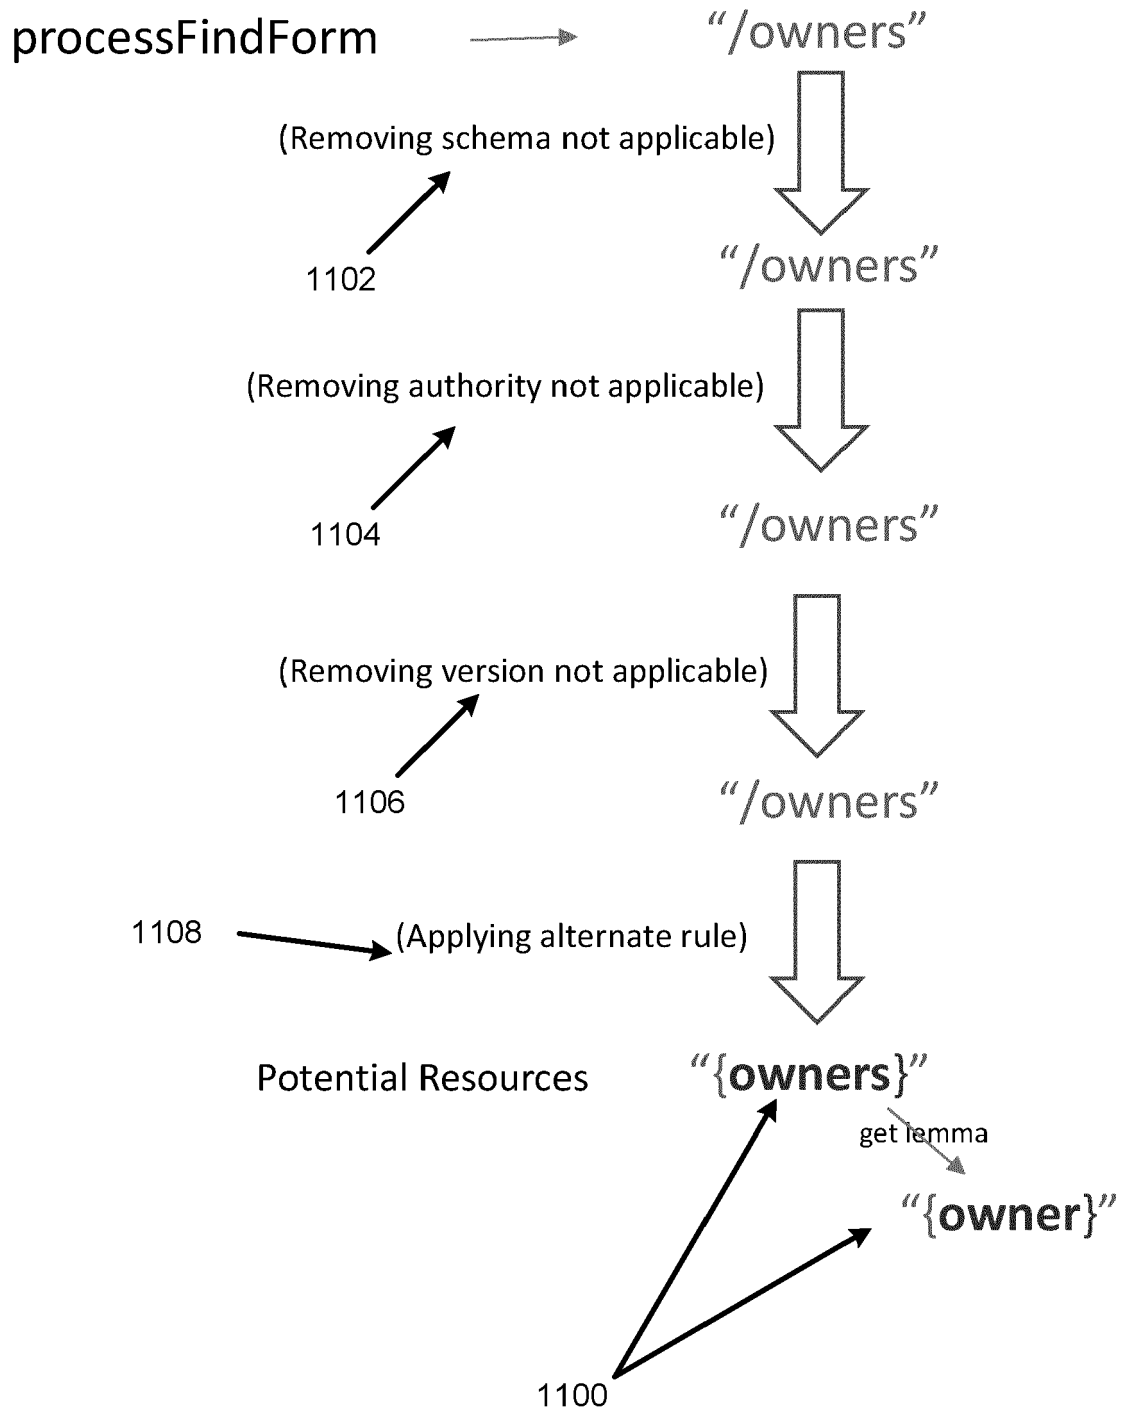 processFindForm “/owners”
(Removing schema not applicable)
1102
“/owners”
(Removing authority not applicable)
1104
“/owners”
(Removing version not applicable)
1106
“/owners”
1108 (Applying alternate rule)
Potential Resources “{owners}”
get lemma
“{owner}”
1100